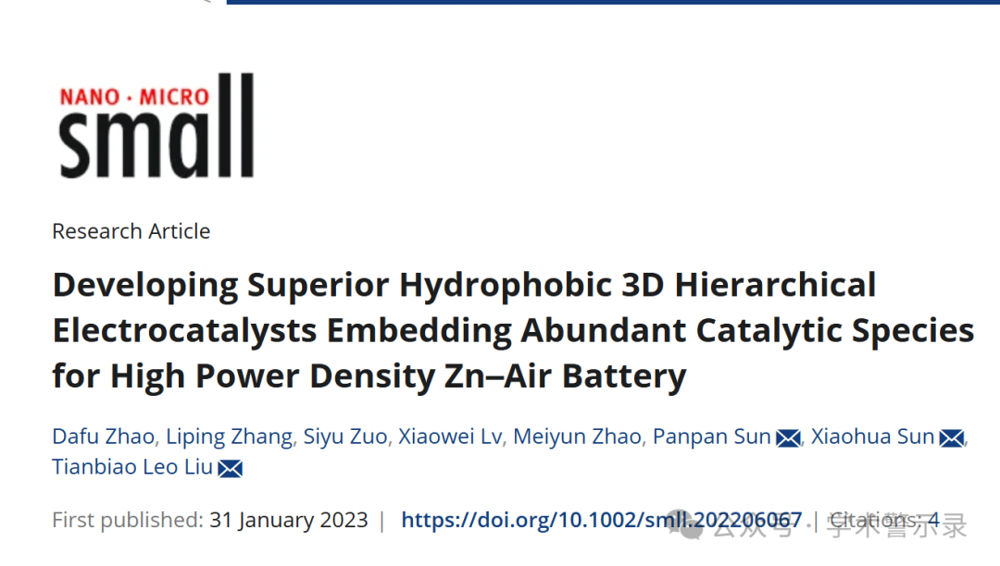 NANO · MICRO
small
Research Article
Developing Superior Hydrophobic 3D Hierarchical
Electrocatalysts Embedding Abundant Catalytic Species
for High Power Density Zn–Air Battery
Dafu Zhao, Liping Zhang, Siyu Zuo, Xiaowei Lv, Meiyun Zhao, Panpan Sun, Xiaohua Sun,
Tianbiao Leo Liu
First published: 31 January 2023 | https://doi.org/10.1002/smll.202206067 | Citations: 4
公众号 · 学术警示录